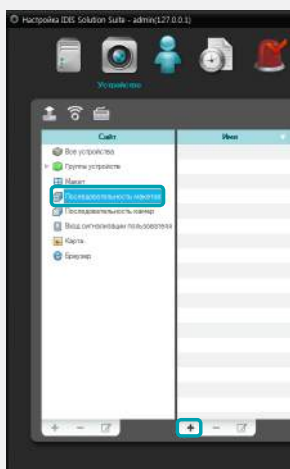 Настройка IDIS Solution Suite - admin(127.0.0.1)
Устройство
Сайт
Имя
Все устройства
Группы устройств
Макет
Последовательность макетов
Последовательность камер
Вход сигнализации пользователя
Карта
Браузер